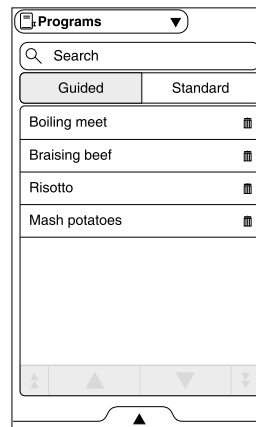 Programs
Search
Guided Standard
Boiling meet
Braising beef
Risotto
Mash potatoes